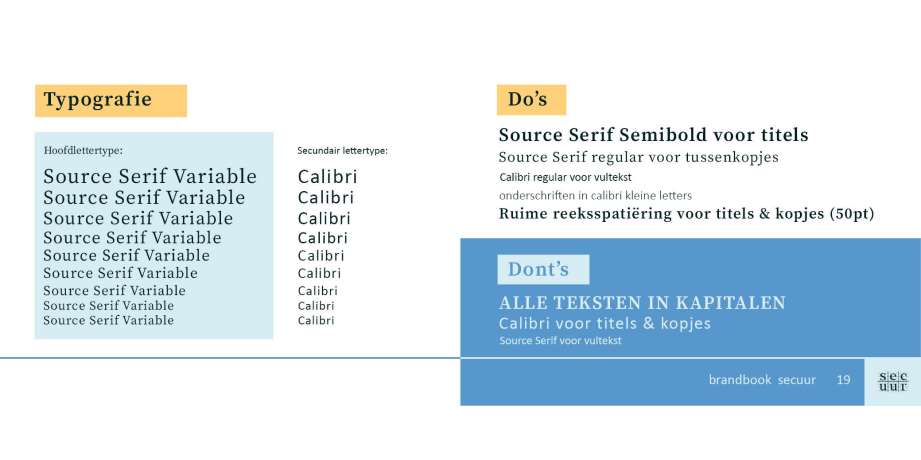 Typografie
Hoofdlettertype:
Source Serif Variable
Source Serif Variable
Source Serif Variable
Source Serif Variable
Source Serif Variable
Source Serif Variable
Source Serif Variable
Source Serif Variable
Source Serif Variable
Secundair lettertype:
Calibri
Calibri
Calibri
Calibri
Calibri
Calibri
Calibri
Calibri
Calibri
Do's
Source Serif Semibold voor titels
Source Serif regular voor tussenkopjes
Calibri regular voor vultekst
onderschriften in calibri kleine letters
Ruime reeksspatiëring voor titels & kopjes (50pt)
Dont's
ALLE TEKSTEN IN KAPITALEN
Calibri voor titels & kopjes
Source Serif voor vultekst
brandbook secuur 19
s|e|c
uur